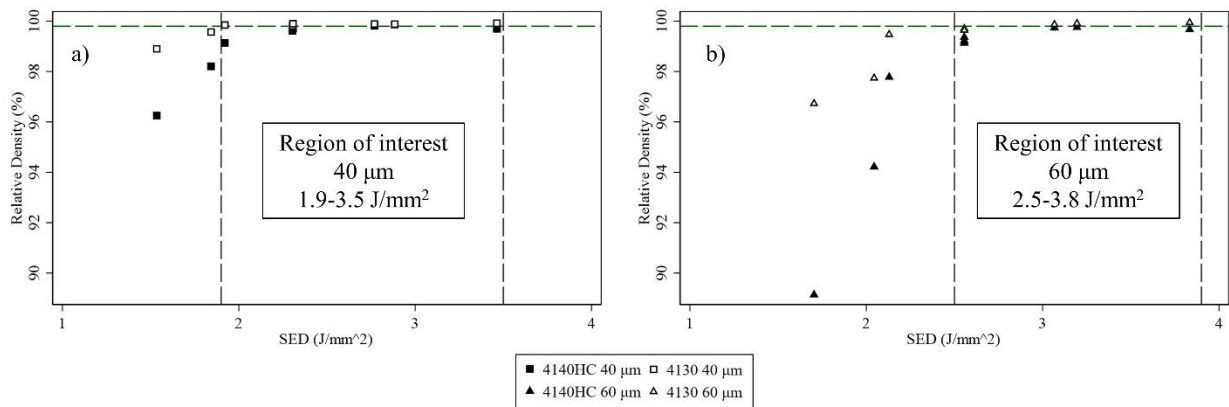 a)
Relative Density (%)
100
98
96
94
92
90
Region of interest
40 μm
1.9-3.5 J/mm²
1
2
3
4
SED (J/mm^2)
b)
Relative Density (%)
100
98
96
94
92
90
Region of interest
60 μm
2.5-3.8 J/mm²
1
2
3
4
SED (J/mm^2)
4140HC 40 μm 4130 40 μm
4140HC 60 μm 4130 60 μm